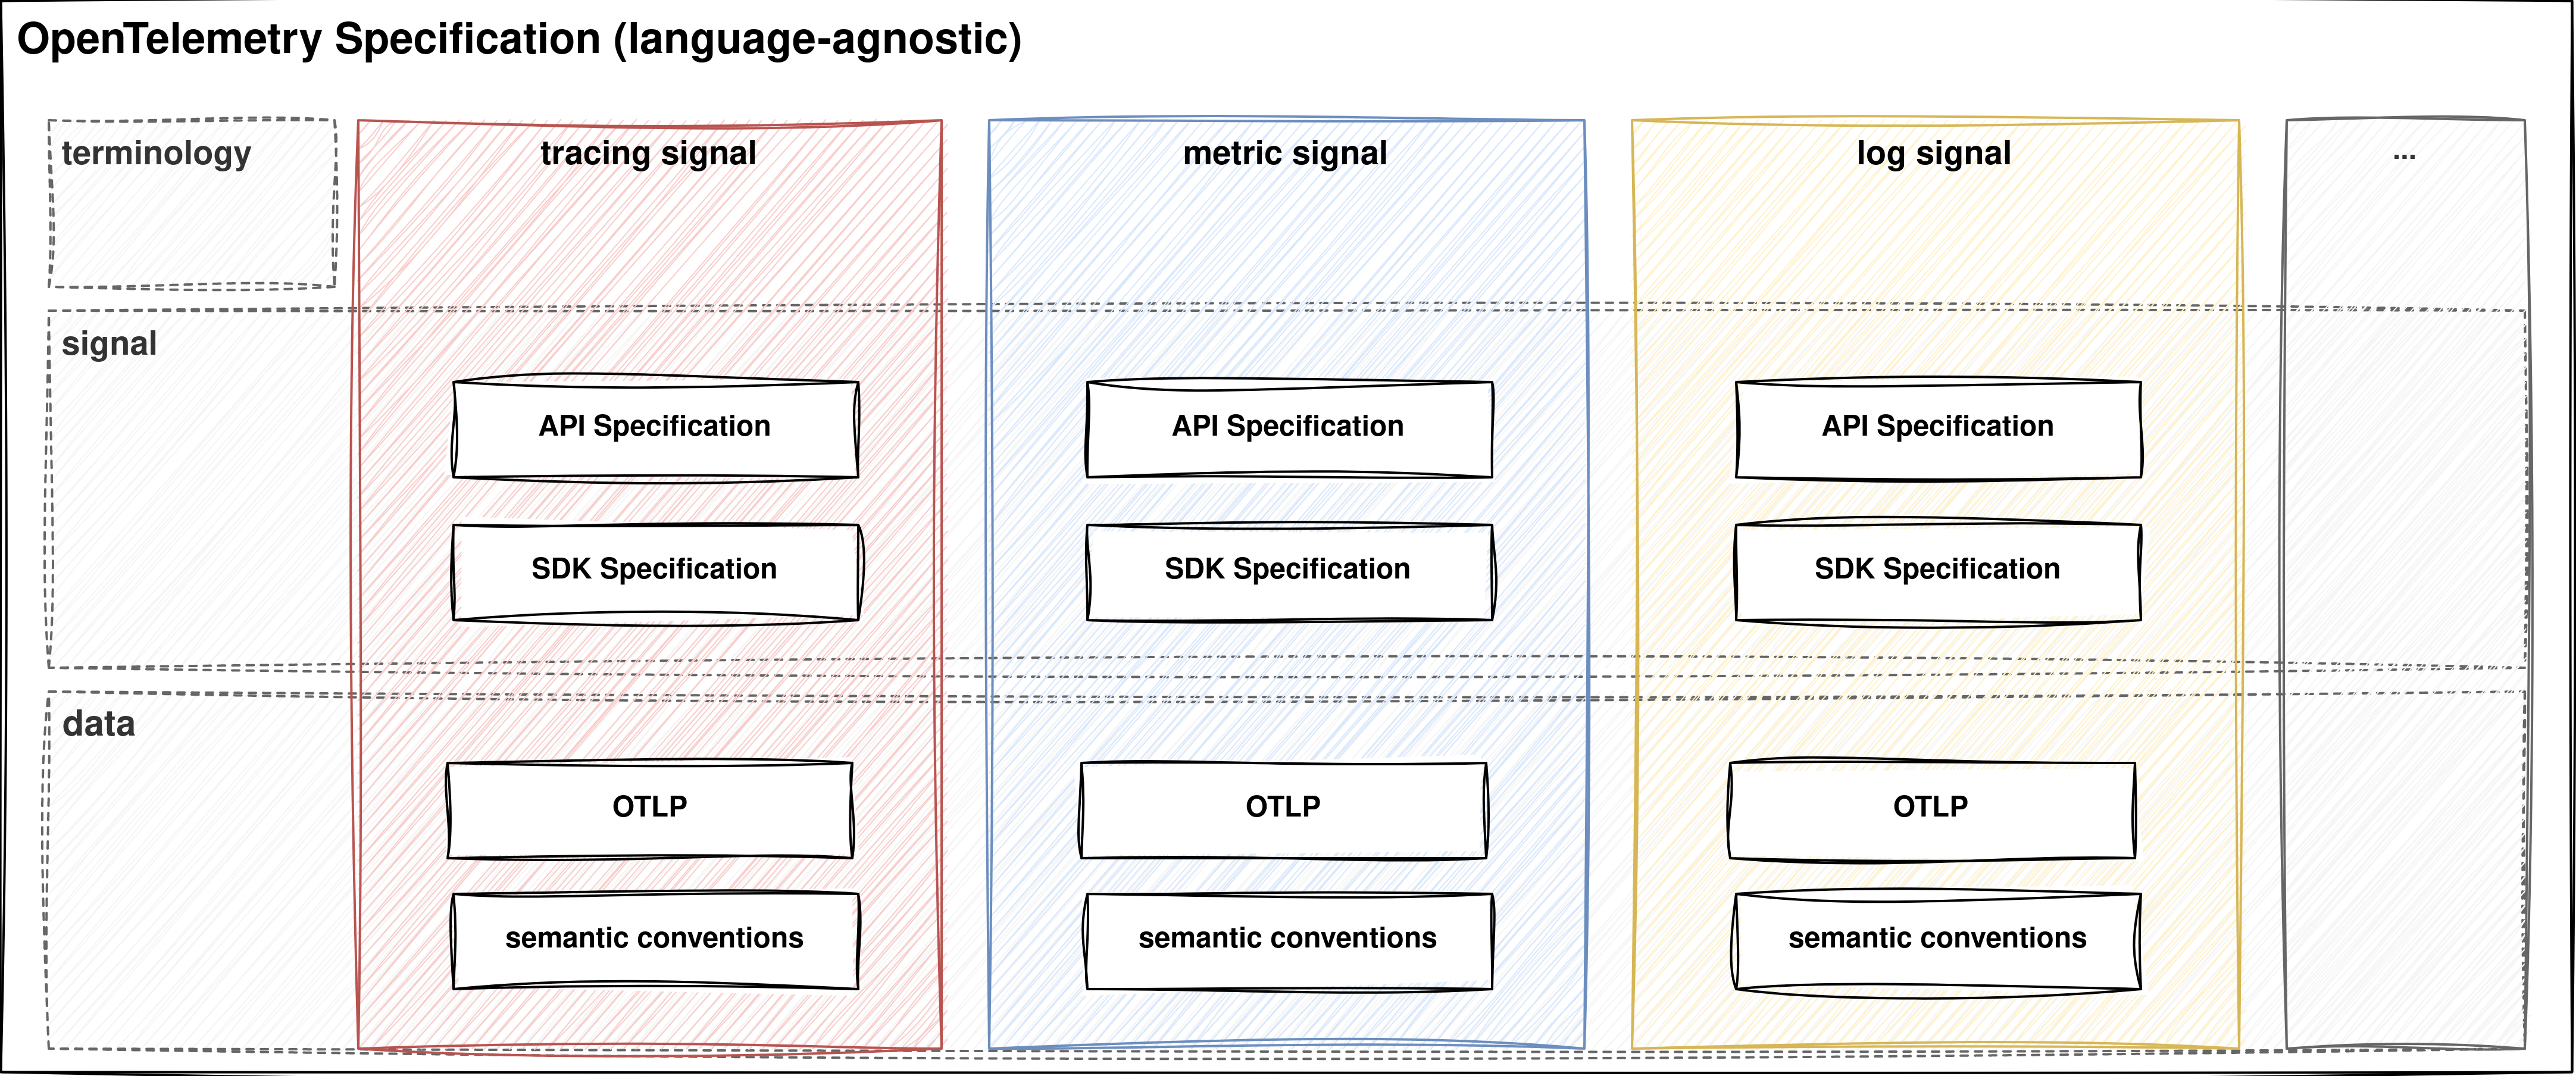 OpenTelemetry Specification (language-agnostic)
terminology
tracing signal
metric signal
log signal
...
signal
API Specification
API Specification
API Specification
SDK Specification
SDK Specification
SDK Specification
data
OTLP
OTLP
OTLP
semantic conventions
semantic conventions
semantic conventions